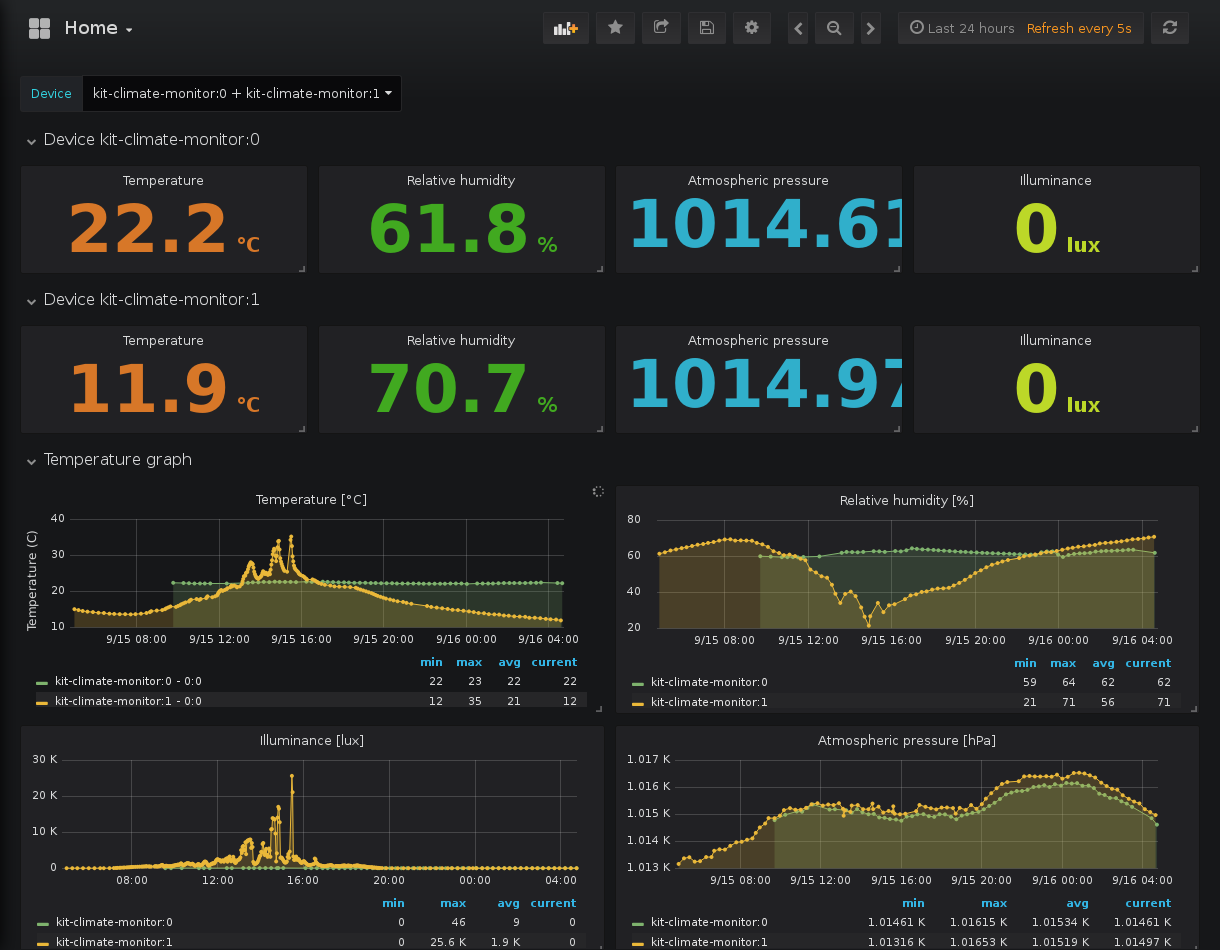 Home
Last 24 hours Refresh every 5s
Device kit-climate-monitor:0 + kit-climate-monitor:1
Device kit-climate-monitor:0
Temperature Relative humidity Atmospheric pressure Illuminance
22.2 °C 61.8 % 1014.61 0 lux
Device kit-climate-monitor:1
Temperature Relative humidity Atmospheric pressure Illuminance
11.9 °C 70.7 % 1014.97 0 lux
Temperature graph
Temperature [°C]
Temperature (C)
40
30
20
10
9/15 08:00 9/15 12:00 9/15 16:00 9/15 20:00 9/16 00:00 9/16 04:00
min max avg current
kit-climate-monitor:0 - 0:0 22 23 22 22
kit-climate-monitor:1 - 0:0 12 35 21 12
Relative humidity [%]
80
60
40
20
9/15 08:00 9/15 12:00 9/15 16:00 9/15 20:00 9/16 00:00 9/16 04:00
min max avg current
kit-climate-monitor:0 59 64 62 62
kit-climate-monitor:1 21 71 56 71
Illuminance [lux]
30 K
20 K
10 K
0
08:00 12:00 16:00 20:00 00:00 04:00
min max avg current
kit-climate-monitor:0 0 46 9 0
kit-climate-monitor:1 0 25.6 K 1.9 K 0
Atmospheric pressure [hPa]
1.017 K
1.016 K
1.015 K
1.014 K
1.013 K
9/15 08:00 9/15 12:00 9/15 16:00 9/15 20:00 9/16 00:00 9/16 04:00
min max avg current
kit-climate-monitor:0 1.01461 K 1.01615 K 1.01534 K 1.01461 K
kit-climate-monitor:1 1.01316 K 1.01653 K 1.01519 K 1.01497 K